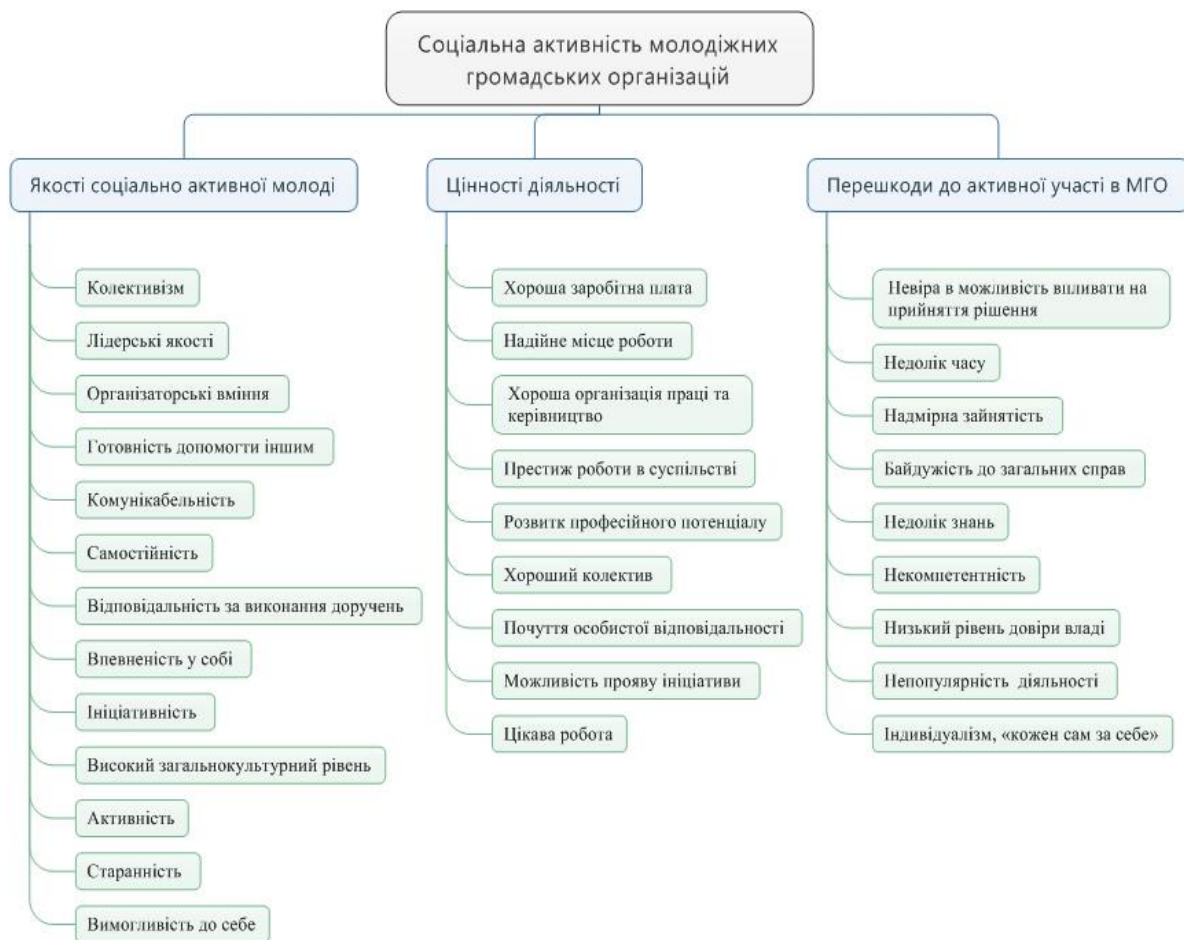 Соціальна активність молодіжних
громадських організацій
Якості соціально активної молоді
Колективізм
Лідерські якості
Організаторські вміння
Готовність допомогти іншим
Комунікабельність
Самостійність
Відповідальність за виконання доручень
Впевненість у собі
Ініціативність
Високий загальнокультурний рівень
Активність
Старанність
Вимогливість до себе
Цінності діяльності
Хороша заробітна плата
Надійне місце роботи
Хороша організація праці та
керівництво
Престиж роботи в суспільстві
Розвитк професійного потенціалу
Хороший колектив
Почуття особистої відповідальності
Можливість прояву ініціативи
Цікава робота
Перешкоди до активної участі в МГО
Невіра в можливість впливати на
прийняття рішення
Недолік часу
Надмірна зайнятість
Байдужість до загальних справ
Недолік знань
Некомпетентність
Низький рівень довіри владі
Непопулярність діяльності
Індивідуалізм, «кожен сам за себе»